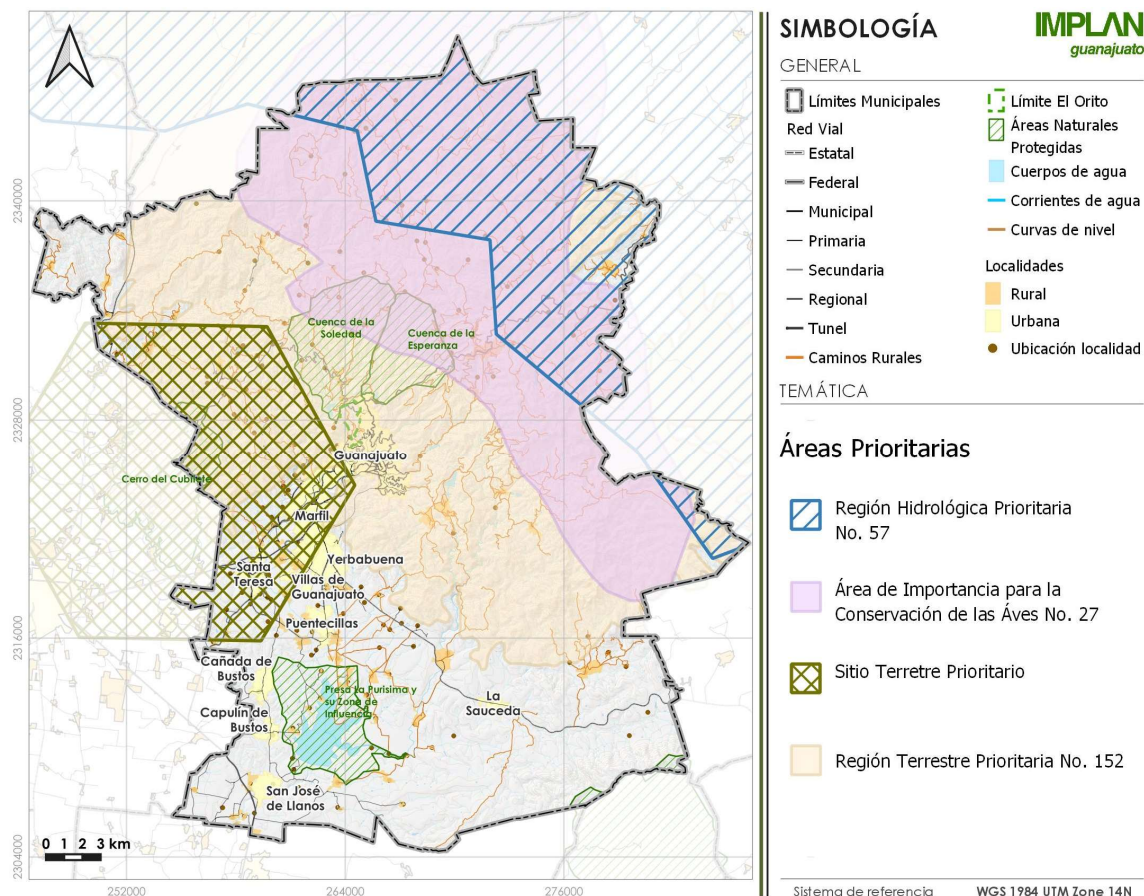 2340000
2328000
2316000
2304000
252000
264000
276000
Cuenca de la
Soledad
Cuenca de la
Esperanza
Guanajuato
Cerro del Cubilete
Marfil
Yerbabuena
Santa
Teresa
Villas de
Guanajuato
Puentecillas
Cañada de
Bustos
Presa La Purisima y
su Zona de
Influencia
Capulín de
Bustos
La
Sauceda
San José
de Llanos
0 1 2 3 km
SIMBOLOGÍA
IMPLAN
guanajuato
GENERAL
Límites Municipales
Red Vial
Estatal
Federal
Municipal
Primaria
Secundaria
Regional
Tunel
Caminos Rurales
Límite El Orito
Áreas Naturales
Protegidas
Cuerpos de agua
Corrientes de agua
Curvas de nivel
Localidades
Rural
Urbana
Ubicación localidad
TEMÁTICA
Áreas Prioritarias
Región Hidrológica Prioritaria
No. 57
Área de Importancia para la
Conservación de las Áves No. 27
Sitio Terretre Prioritario
Región Terrestre Prioritaria No. 152
Sistema de referencia WGS 1984 UTM Zone 14N